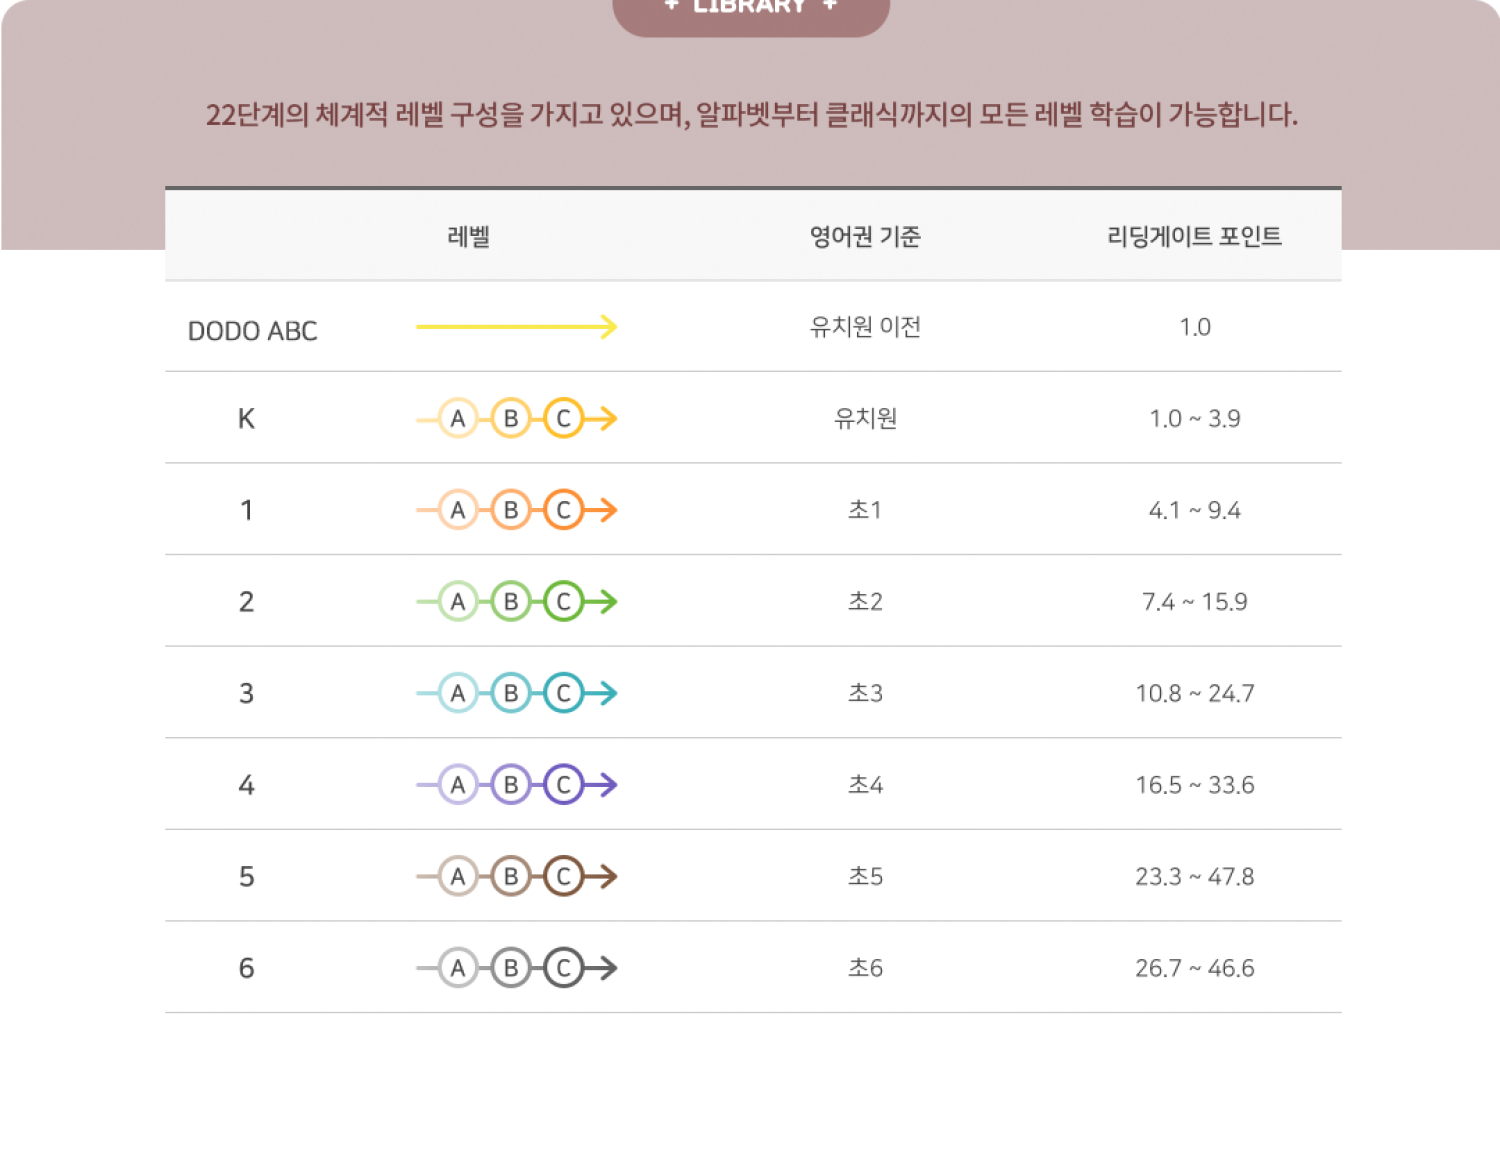 + LIBRARY +
22단계의 체계적 레벨 구성을 가지고 있으며, 알파벳부터 클래식까지의 모든 레벨 학습이 가능합니다.
레벨 영어권 기준 리딩게이트 포인트
DODO ABC 유치원 이전 1.0
K A B C 유치원 1.0 ~ 3.9
1 A B C 초1 4.1 ~ 9.4
2 A B C 초2 7.4 ~ 15.9
3 A B C 초3 10.8 ~ 24.7
4 A B C 초4 16.5 ~ 33.6
5 A B C 초5 23.3 ~ 47.8
6 A B C 초6 26.7 ~ 46.6